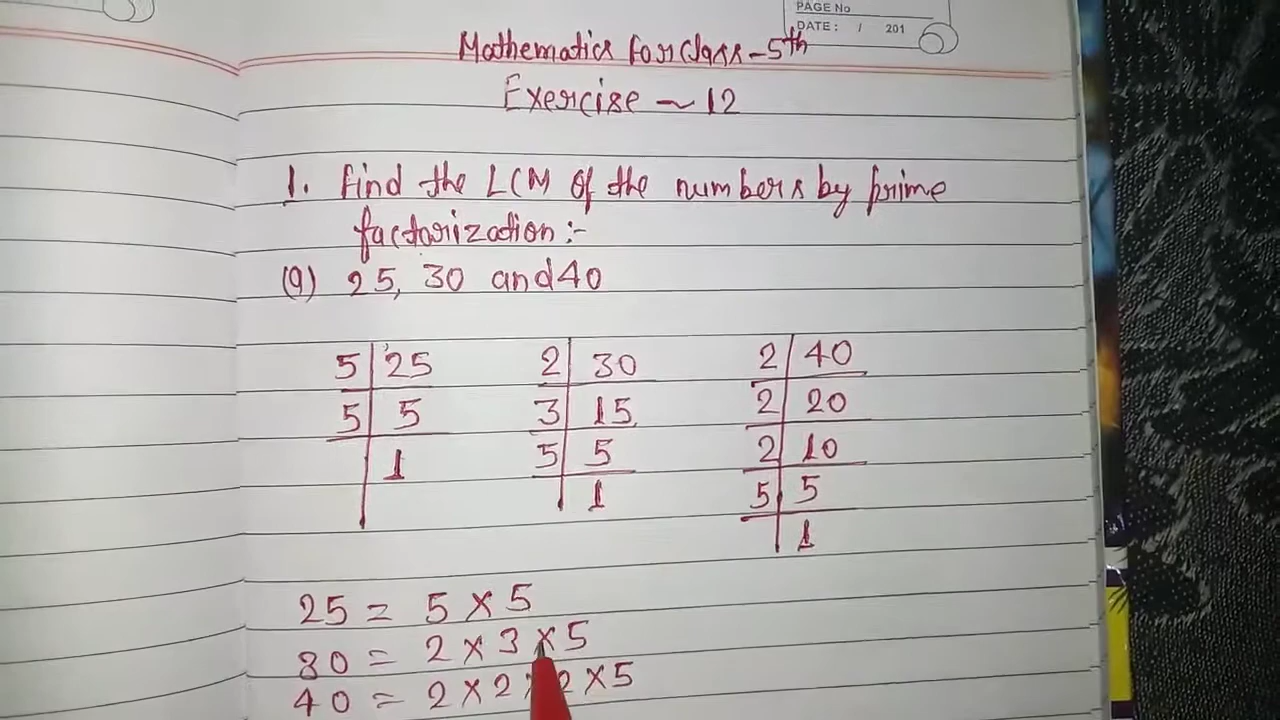 PAGE No
DATE: / 201
Mathematics for Class-5th
Exercise ~ 12
1. Find the LCM of the numbers by prime
factorization:-
(a) 25, 30 and 40
5 25 2 30 2 40
5 5 3 15 2 20
1 5 5 2 10
1 5 5
1
25 = 5 × 5
30 = 2 × 3 × 5
40 = 2 × 2 × 2 × 5